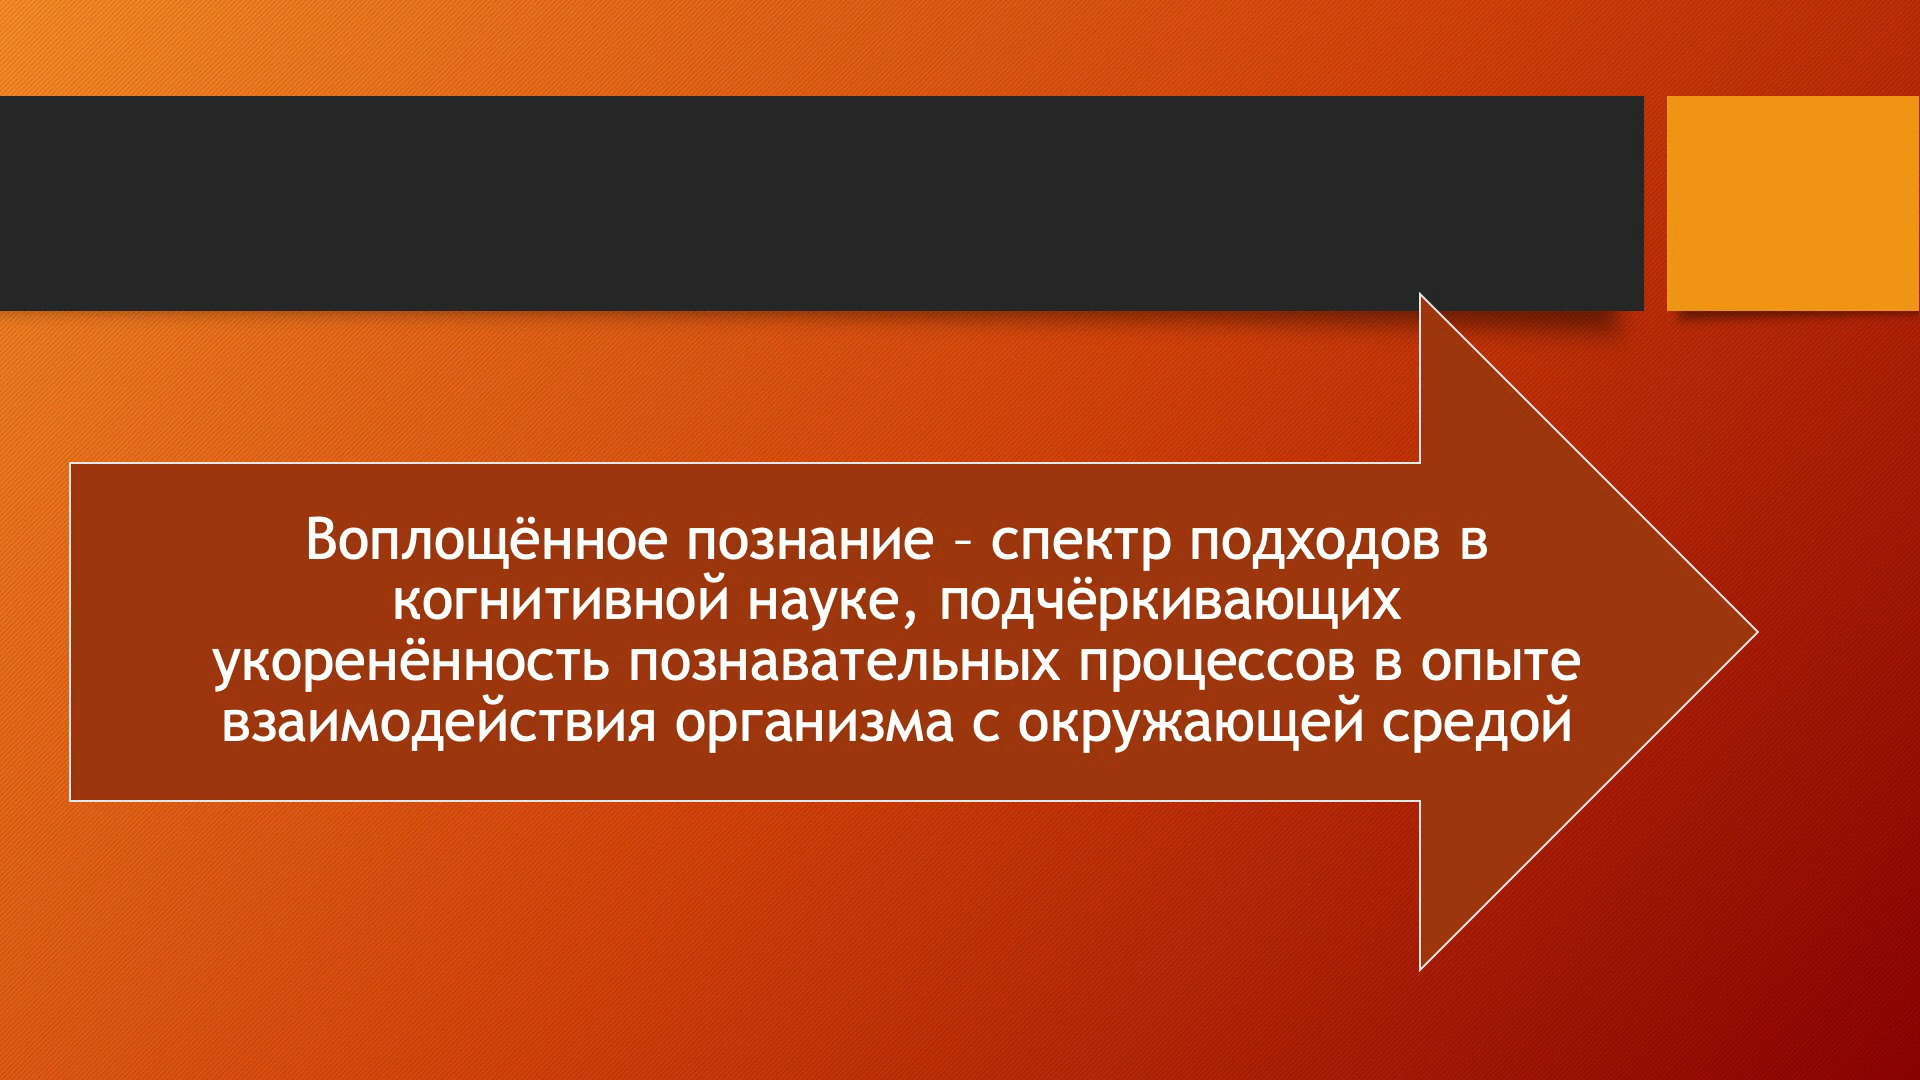 Воплощённое познание – спектр подходов в
когнитивной науке, подчёркивающих
укоренённость познавательных процессов в опыте
взаимодействия организма с окружающей средой